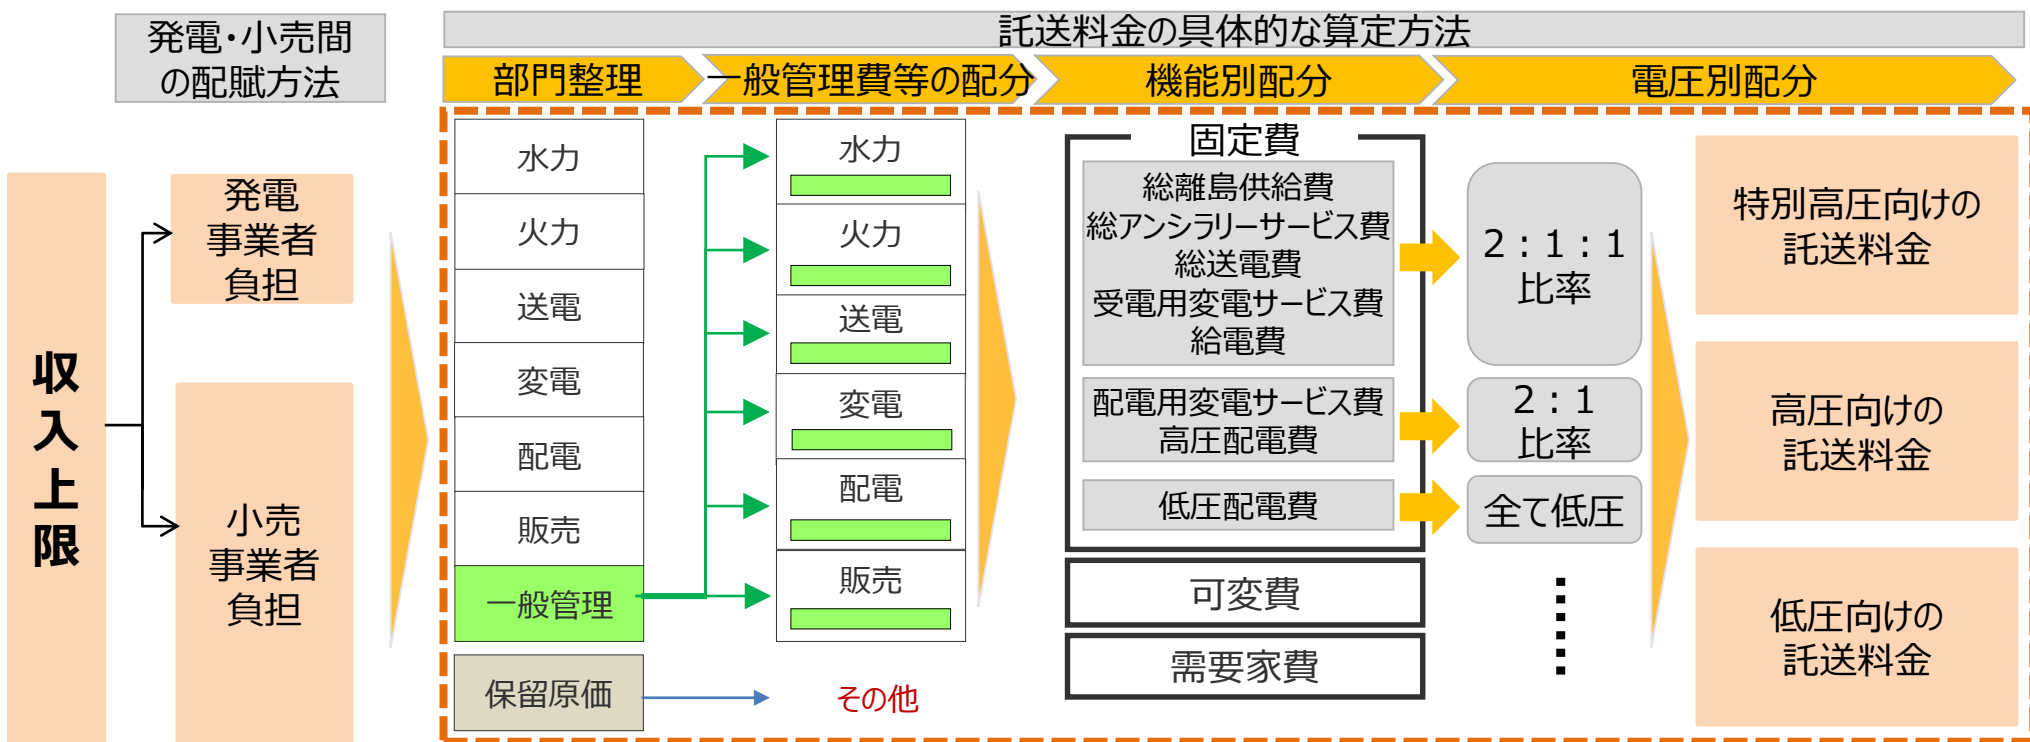 発電・小売間
の配賦方法
託送料金の具体的な算定方法
部門整理
一般管理費等の配分
機能別配分
電圧別配分
収入上限
発電
事業者
負担
小売
事業者
負担
水力
火力
送電
変電
配電
販売
一般管理
保留原価
水力
火力
送電
変電
配電
販売
その他
固定費
総離島供給費
総アンシラリーサービス費
総送電費
受電用変電サービス費
給電費
配電用変電サービス費
高圧配電費
低圧配電費
可変費
需要家費
2:1:1
比率
2:1
比率
全て低圧
特別高圧向けの
託送料金
高圧向けの
託送料金
低圧向けの
託送料金